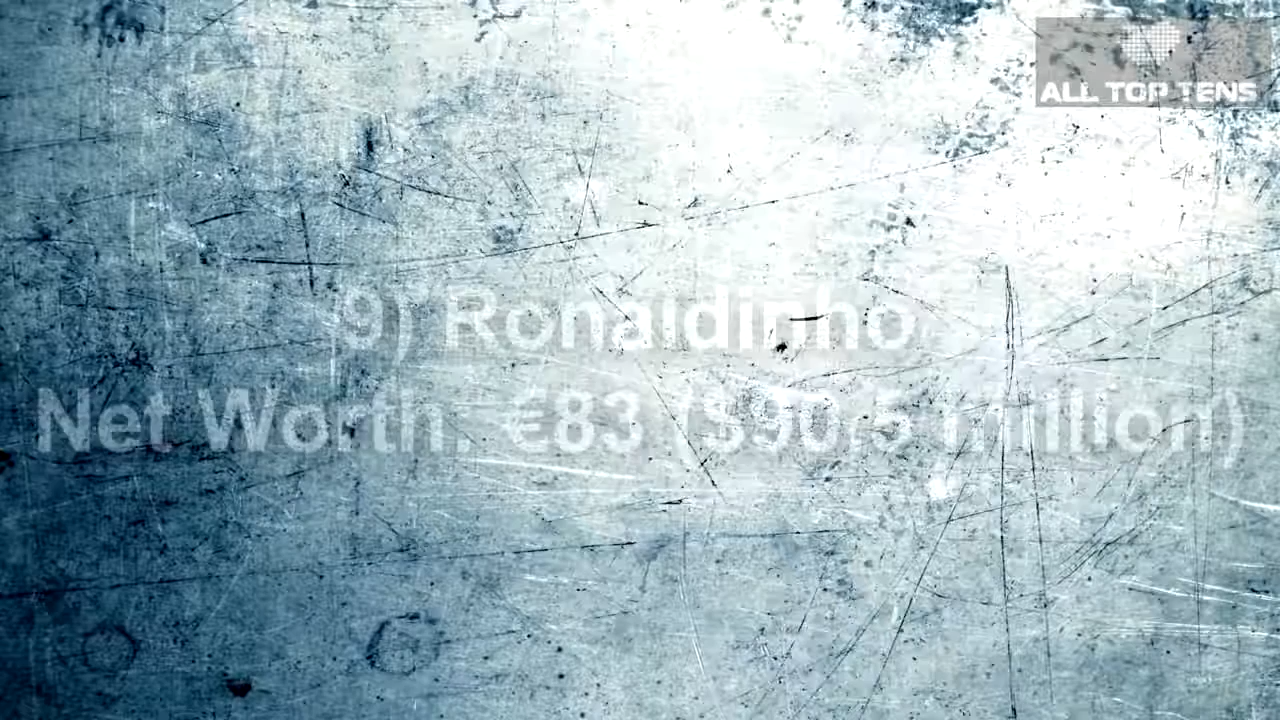 ALL TOP TENS
9) Ronaldinho
Net Worth: €83 ($90,5 million)